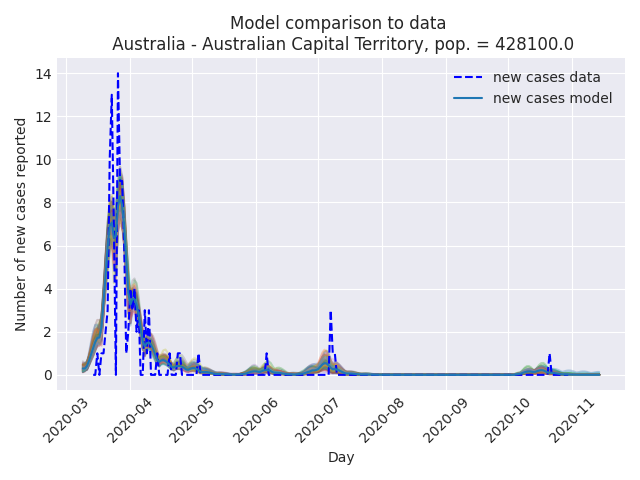 Model comparison to data
Australia - Australian Capital Territory, pop. = 428100.0
new cases data
new cases model
Number of new cases reported
14
12
10
8
6
4
2
0
2020-03
2020-04
2020-05
2020-06
2020-07
2020-08
2020-09
2020-10
2020-11
Day